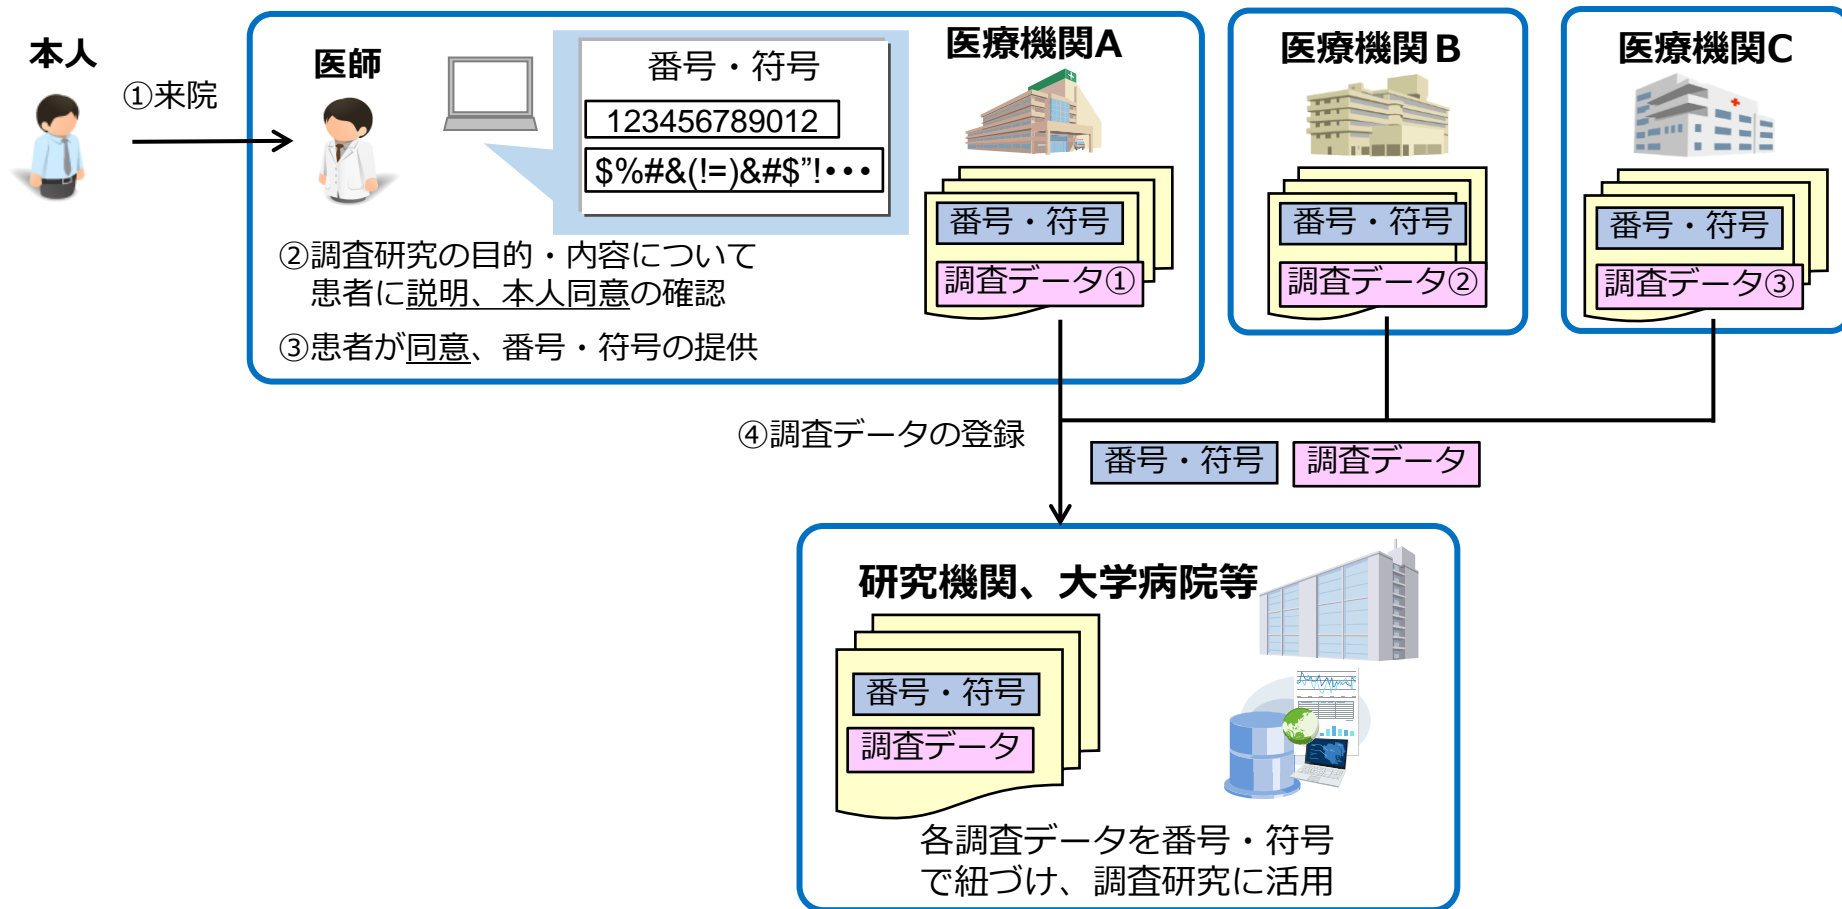 本人
①来院
医師
番号・符号
123456789012
$%#&(!=)&#$”!・・・
②調査研究の目的・内容について
患者に説明、本人同意の確認
③患者が同意、番号・符号の提供
医療機関A
番号・符号
調査データ①
医療機関B
番号・符号
調査データ②
医療機関C
番号・符号
調査データ③
④調査データの登録
番号・符号
調査データ
研究機関、大学病院等
番号・符号
調査データ
各調査データを番号・符号
で紐づけ、調査研究に活用